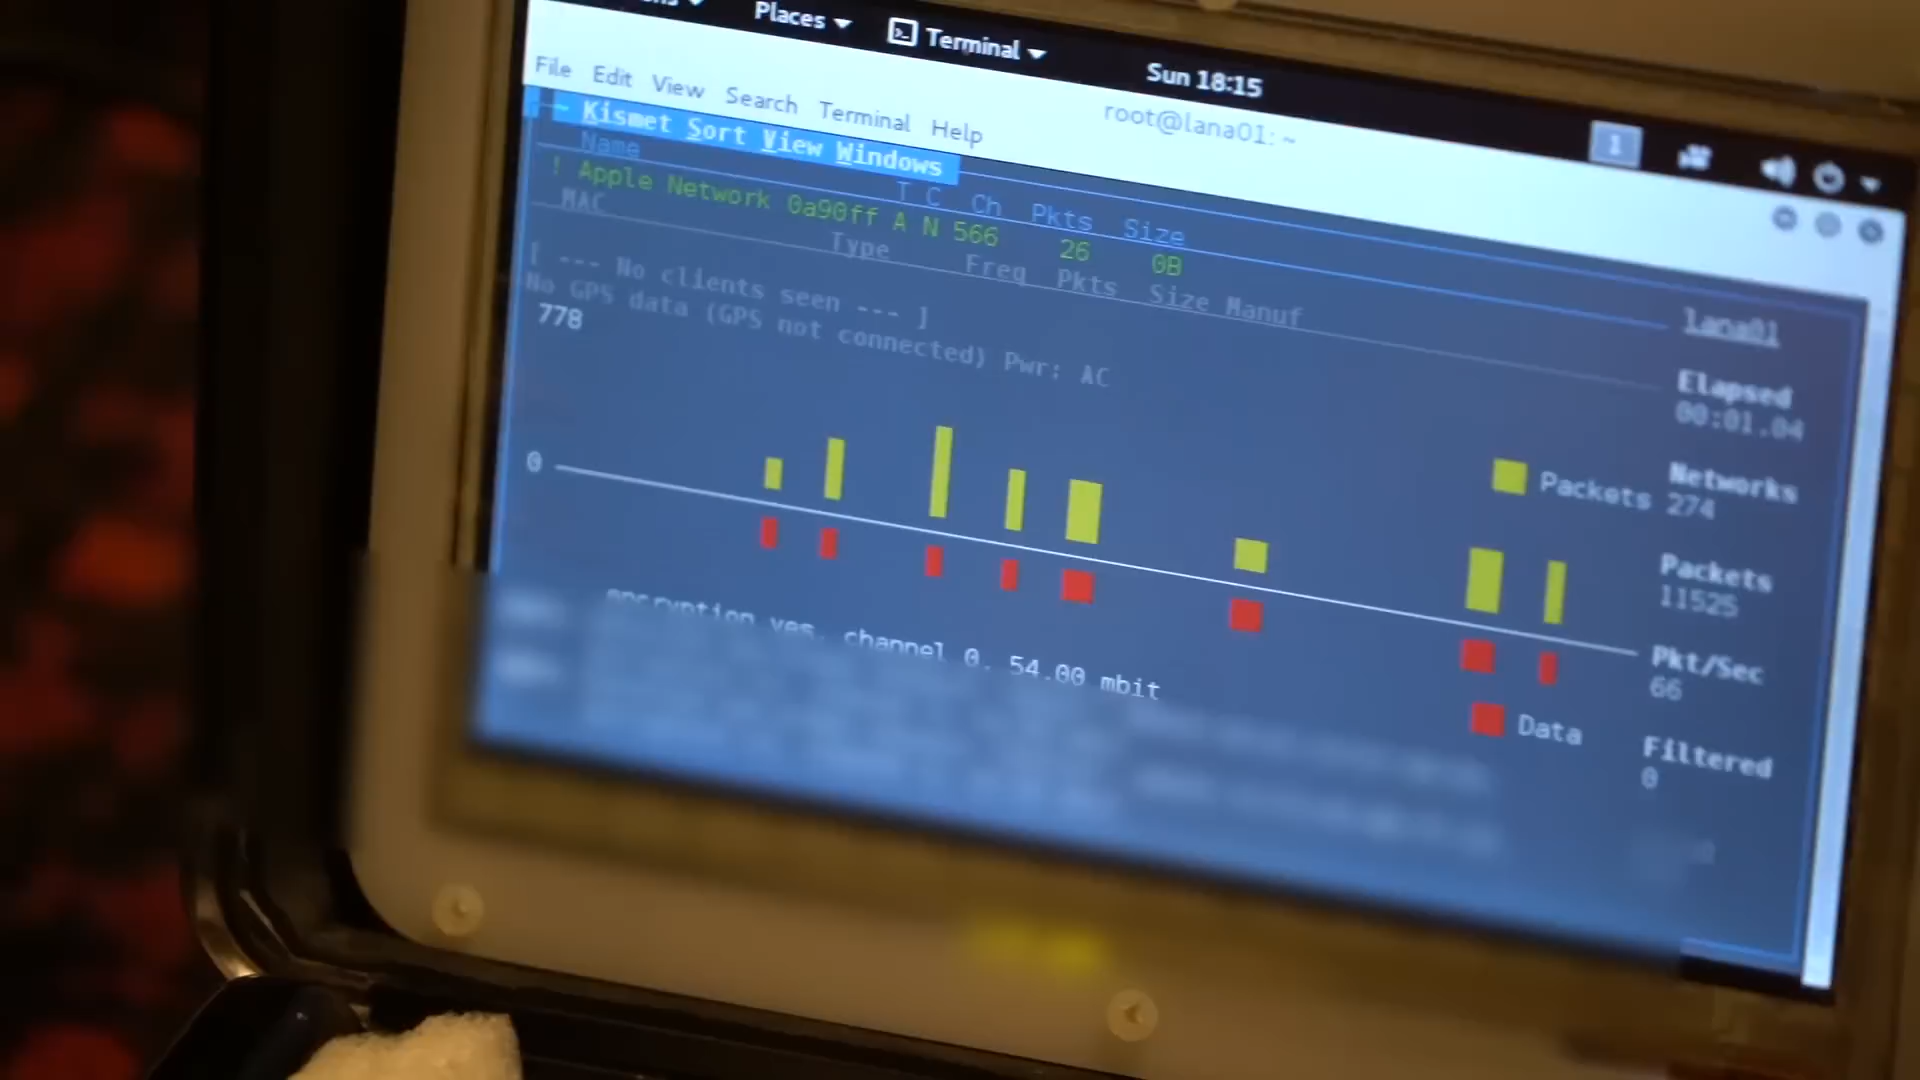 Places Terminal Sun 18:15 1
File Edit View Search Terminal Help root@lana01: ~
~ Kismet Sort View Windows
Name T C Ch Pkts Size
! Apple Network 0a90ff A N 566 26 0B
MAC Type Freq Pkts Size Manuf
[ --- No clients seen --- ]
No GPS data (GPS not connected) Pwr: AC
778
0
Packets
Data
encryption yes, channel 0, 54.00 mbit
lana01
Elapsed
00:01.04
Networks
274
Packets
11525
Pkt/Sec
66
Filtered
0